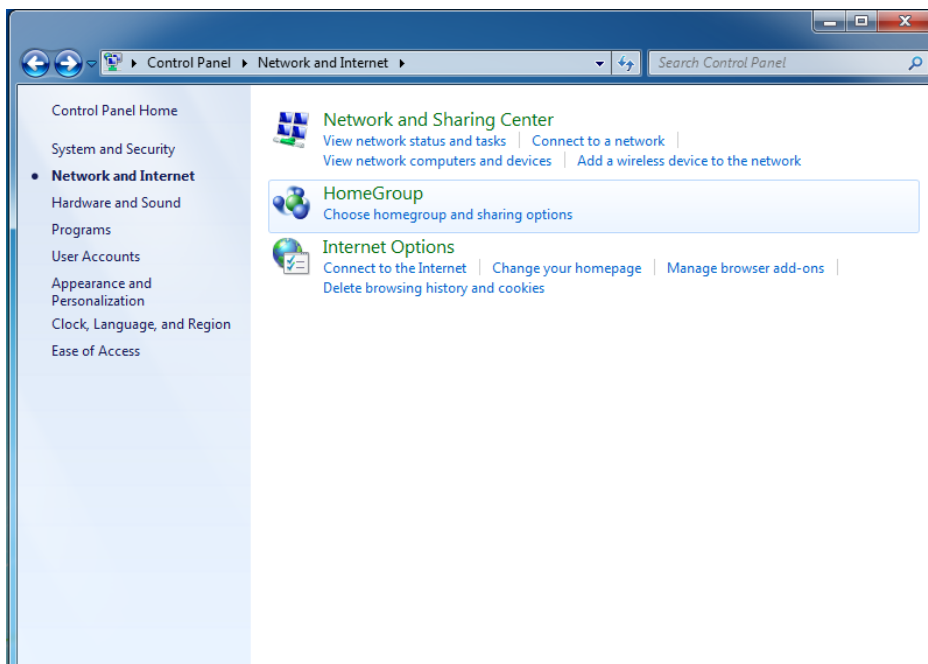 Control Panel Network and Internet Search Control Panel
Control Panel Home
System and Security
Network and Internet
Hardware and Sound
Programs
User Accounts
Appearance and
Personalization
Clock, Language, and Region
Ease of Access
Network and Sharing Center
View network status and tasks Connect to a network
View network computers and devices Add a wireless device to the network
HomeGroup
Choose homegroup and sharing options
Internet Options
Connect to the Internet Change your homepage Manage browser add-ons
Delete browsing history and cookies